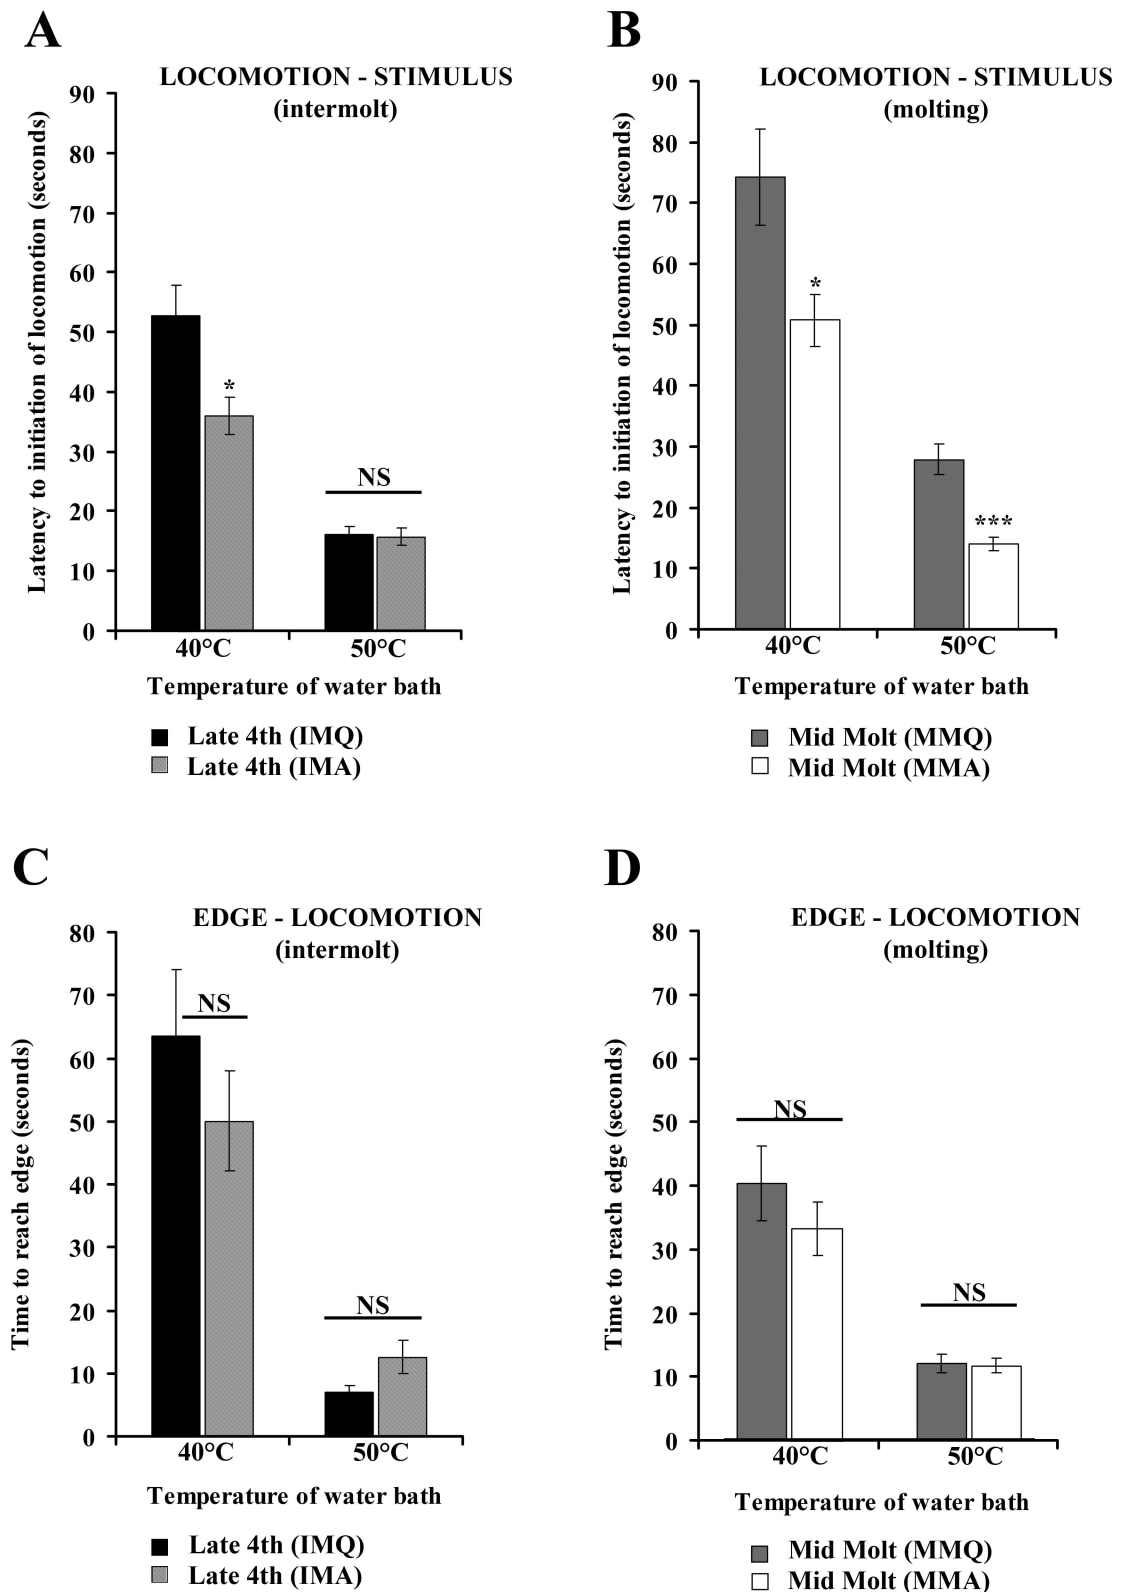 A
LOCOMOTION - STIMULUS
(intermolt)
Latency to initiation of locomotion (seconds)
90
80
70
60
50
40
30
20
10
0
*
NS
40°C
50°C
Temperature of water bath
Late 4th (IMQ)
Late 4th (IMA)
B
LOCOMOTION - STIMULUS
(molting)
Latency to initiation of locomotion (seconds)
90
80
70
60
50
40
30
20
10
0
*
***
40°C
50°C
Temperature of water bath
Mid Molt (MMQ)
Mid Molt (MMA)
C
EDGE - LOCOMOTION
(intermolt)
Time to reach edge (seconds)
80
70
60
50
40
30
20
10
0
NS
NS
40°C
50°C
Temperature of water bath
Late 4th (IMQ)
Late 4th (IMA)
D
EDGE - LOCOMOTION
(molting)
Time to reach edge (seconds)
80
70
60
50
40
30
20
10
0
NS
NS
40°C
50°C
Temperature of water bath
Mid Molt (MMQ)
Mid Molt (MMA)